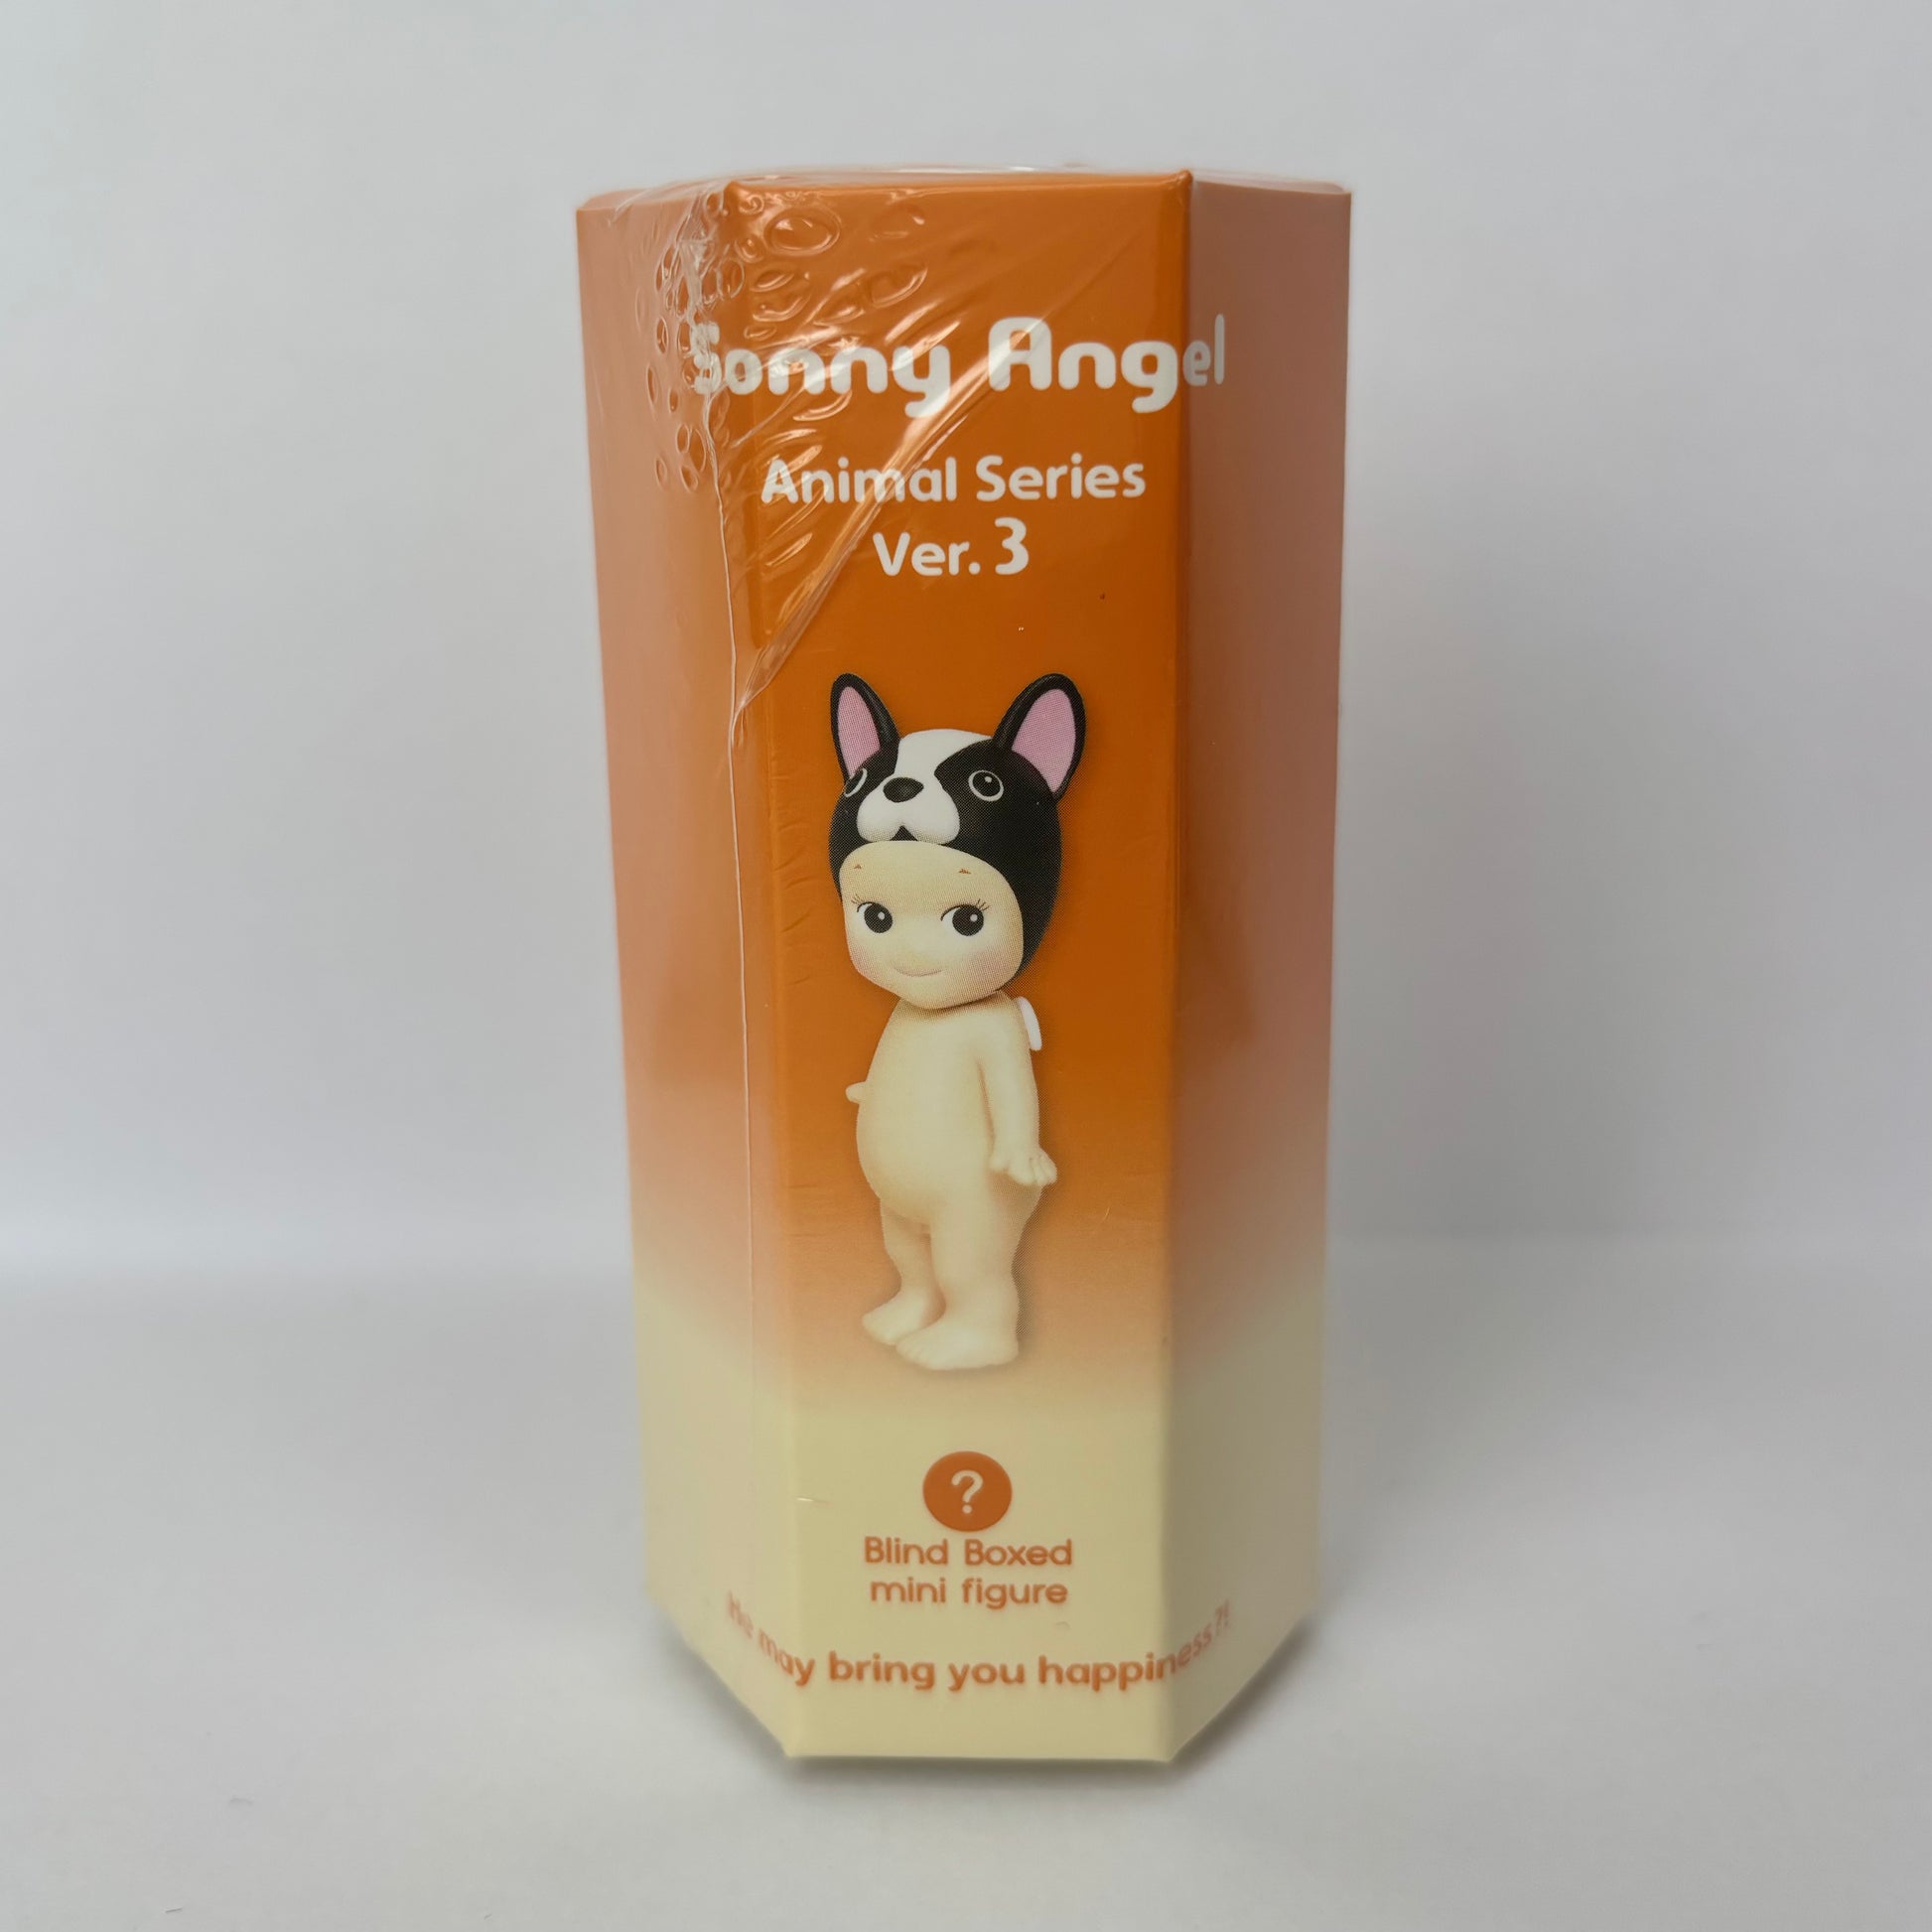 Sonny Angel
Animal Series
Ver. 3
?
Blind Boxed
mini figure
He may bring you happiness?!